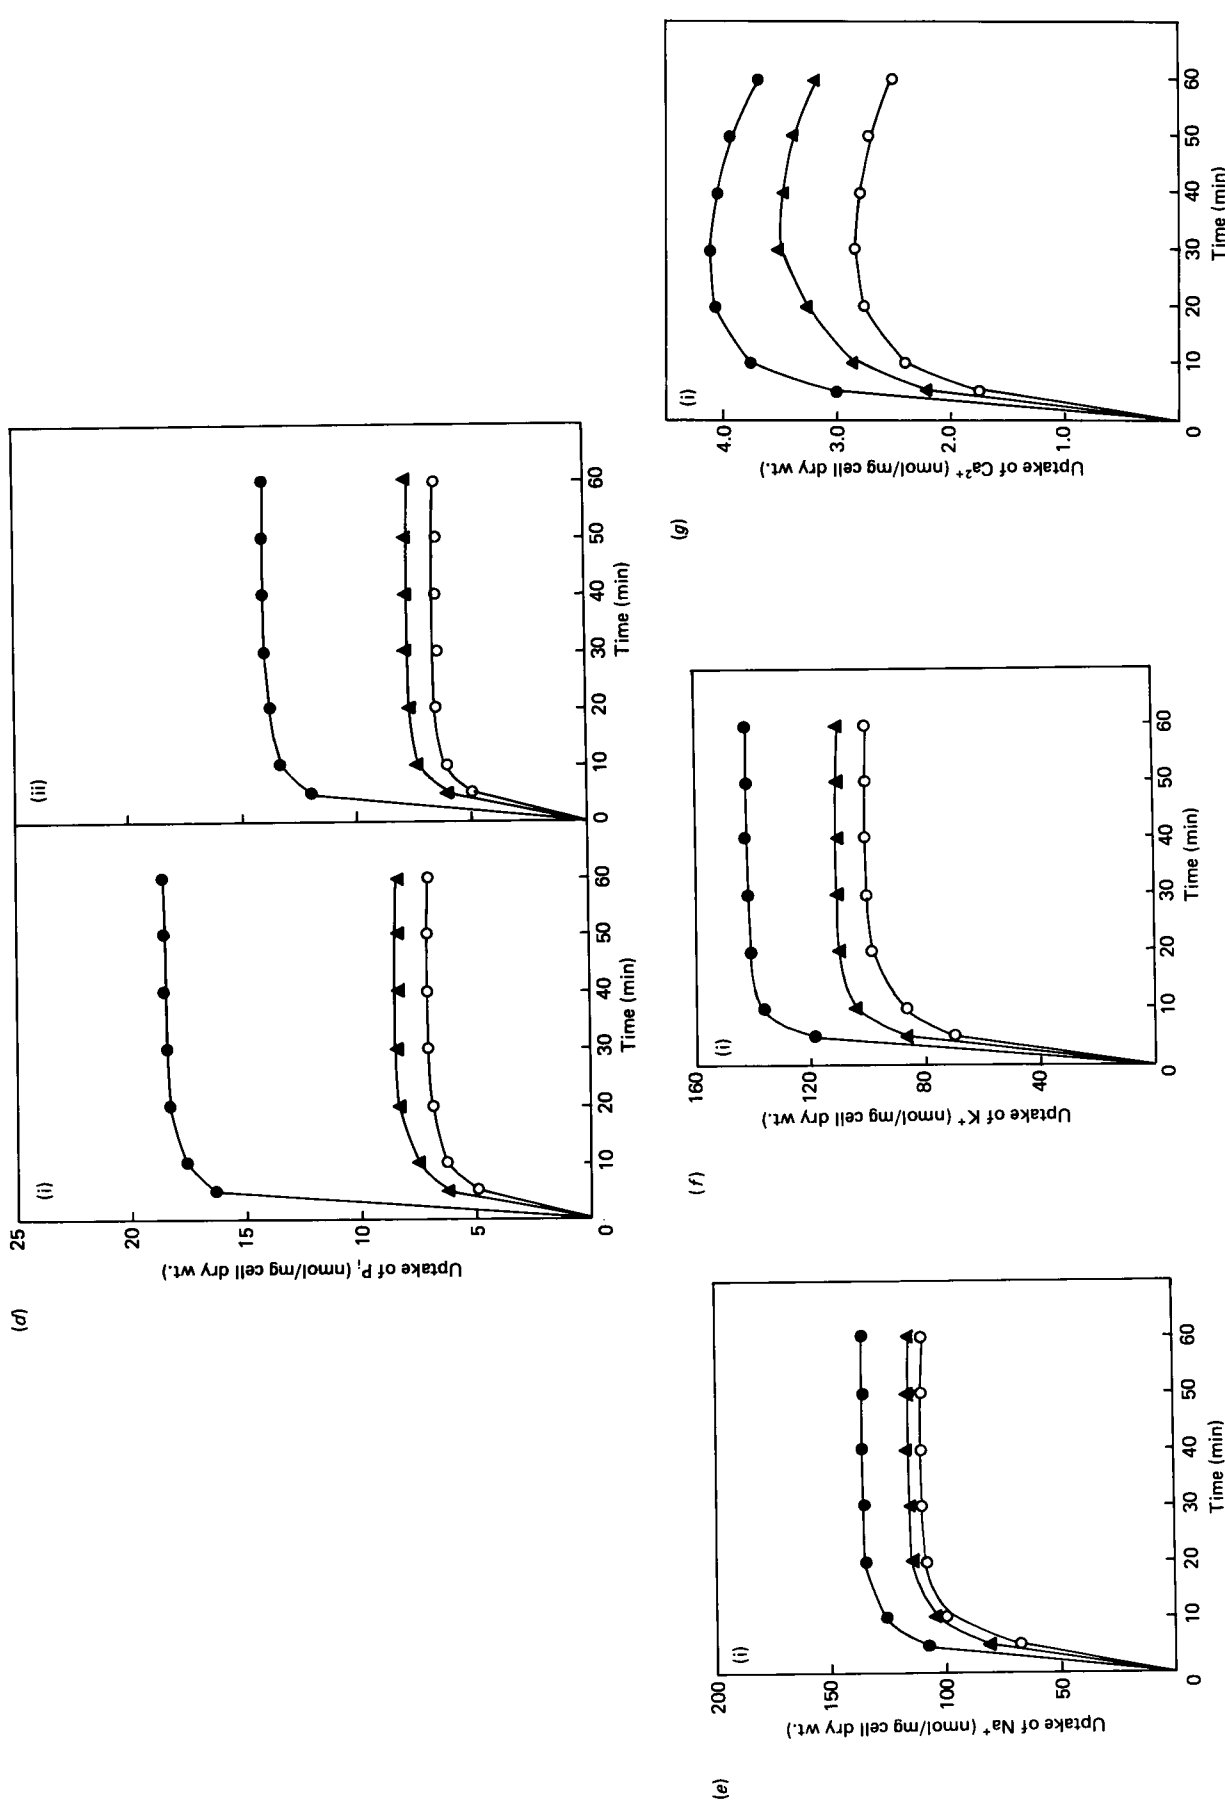 (d)
Uptake of Pᵢ (nmol/mg cell dry wt.)
25
20
15
10
5
(i)
0
10
20
30
40
50
60
Time (min)
(ii)
0
10
20
30
40
50
60
Time (min)
(e)
Uptake of Na⁺ (nmol/mg cell dry wt.)
200
150
100
50
(i)
0
10
20
30
40
50
60
Time (min)
(f)
Uptake of K⁺ (nmol/mg cell dry wt.)
160
120
80
40
(i)
0
10
20
30
40
50
60
Time (min)
(g)
Uptake of Ca²⁺ (nmol/mg cell dry wt.)
4.0
3.0
2.0
1.0
(i)
0
10
20
30
40
50
60
Time (min)